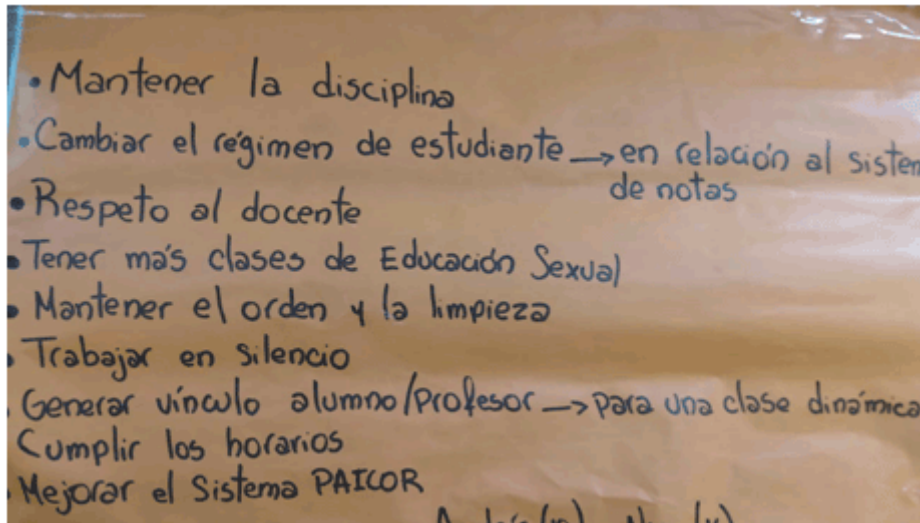 • Mantener la disciplina
• Cambiar el régimen de estudiante → en relación al sistem
de notas
• Respeto al docente
• Tener más clases de Educación Sexual
• Mantener el orden y la limpieza
• Trabajar en silencio
• Generar vínculo alumno/profesor → para una clase dinámica
Cumplir los horarios
• Mejorar el Sistema PAICOR